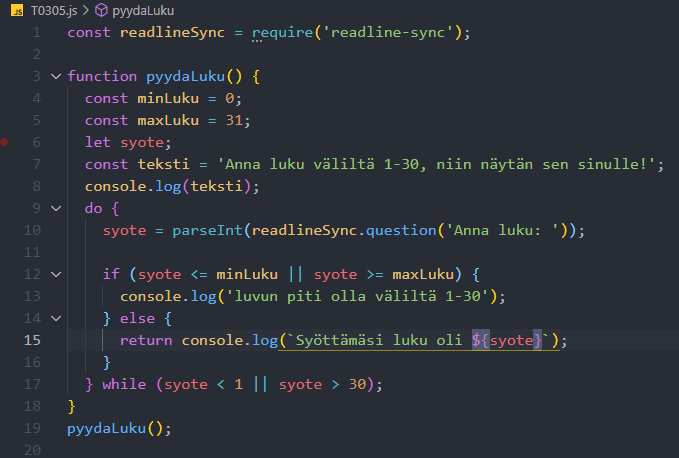 JS T0305.js > pyydaLuku
1 const readlineSync = require('readline-sync');
2
3 function pyydaLuku() {
4 const minLuku = 0;
5 const maxLuku = 31;
6 let syote;
7 const teksti = 'Anna luku väliltä 1-30, niin näytän sen sinulle!';
8 console.log(teksti);
9 do {
10 syote = parseInt(readlineSync.question('Anna luku: '));
11
12 if (syote <= minLuku || syote >= maxLuku) {
13 console.log('luvun piti olla väliltä 1-30');
14 } else {
15 return console.log(`Syöttämäsi luku oli ${syote}`);
16 }
17 } while (syote < 1 || syote > 30);
18 }
19 pyydaLuku();
20